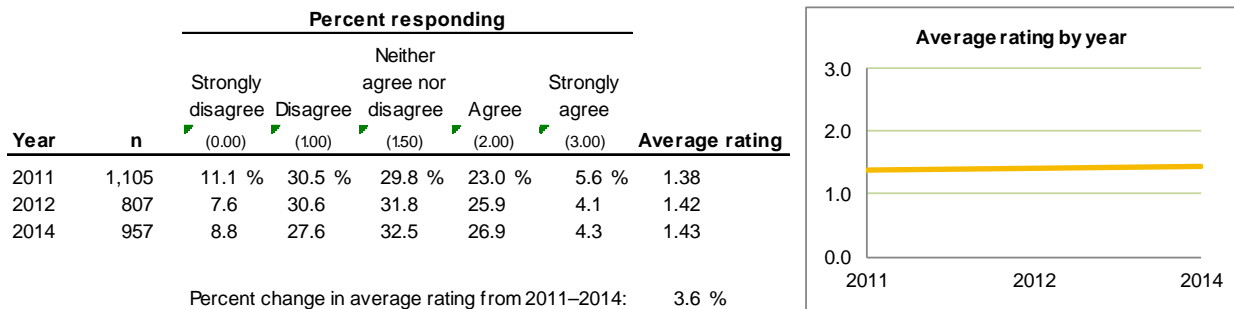 Percent responding
Strongly disagree
Disagree
Neither agree nor disagree
Agree
Strongly agree
Year n (0.00) (1.00) (1.50) (2.00) (3.00) Average rating
2011 1,105 11.1 % 30.5 % 29.8 % 23.0 % 5.6 % 1.38
2012 807 7.6 30.6 31.8 25.9 4.1 1.42
2014 957 8.8 27.6 32.5 26.9 4.3 1.43
Percent change in average rating from 2011–2014: 3.6 %
Average rating by year
3.0
2.0
1.0
0.0
2011 2012 2014